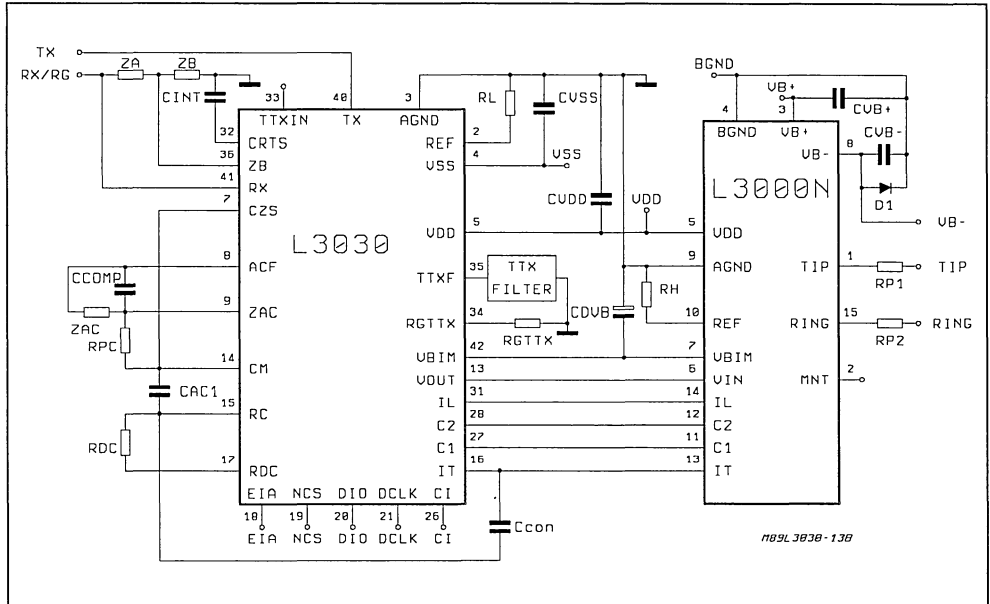 TX
RX/RG
ZA
ZB
CINT
33
40
3
TTXIN
TX
AGND
32
CRTS
36
ZB
41
RX
7
CZS
L3030
8
ACF
CCOMP
9
ZAC
ZAC
RPC
14
CM
CAC1
15
RC
RDC
17
RDC
EIA NCS DIO DCLK CI
18 19 20 21 26
EIA NCS DIO DCLK CI
RL
CVSS
REF
2
VSS
4
VSS
CVDD
VDD
VDD
5
TTXF
35
TTX
FILTER
RGTTX
34
RGTTX
CDVB
RH
VBIM
42
VOUT
13
IL
31
C2
28
C1
27
IT
16
Ccon
BGND
VB+
CVB+
4
3
BGND
VB+
CVB-
VB-
8
L3000N
D1
VB-
5
VDD
9
AGND
TIP
1
RP1
TIP
10
REF
RING
15
RP2
RING
7
VBIM
6
VIN
MNT
2
14
IL
12
C2
11
C1
13
IT
M89L3030-13B